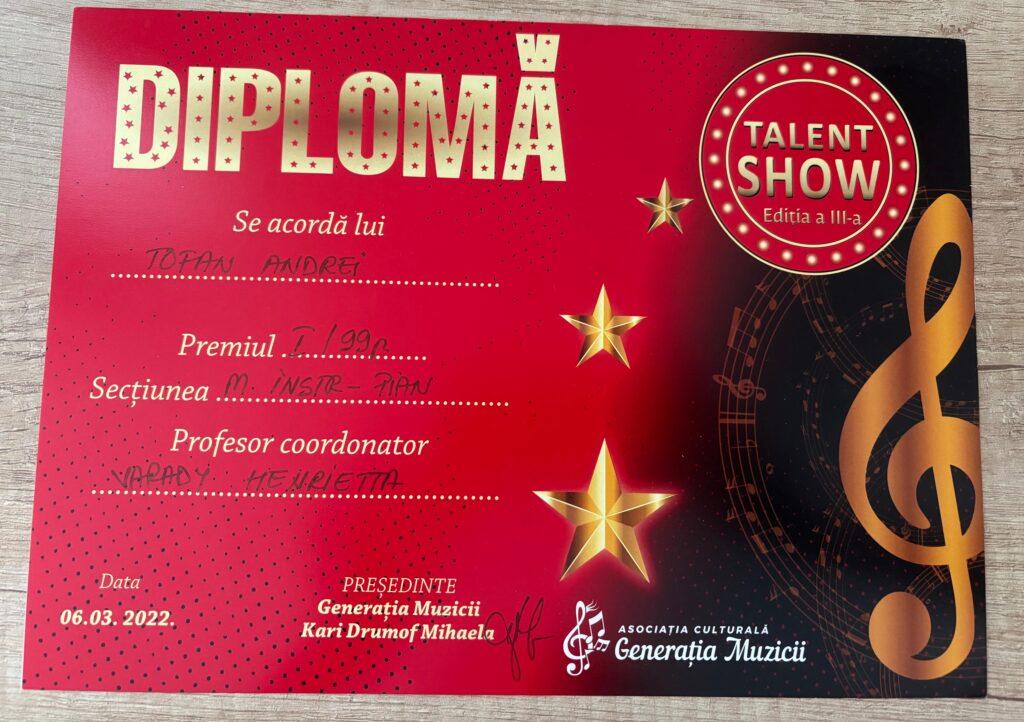 DIPLOMĂ
TALENT
SHOW
Ediția a III-a
Se acordă lui
TOPAN ANDREI
Premiul I/99p.
Secțiunea M. INSTR-PIAN
Profesor coordonator
VARADY HENRIETTA
Data
06.03. 2022.
PREȘEDINTE
Generația Muzicii
Kari Drumof Mihaela
ASOCIAȚIA CULTURALĂ
Generația Muzicii